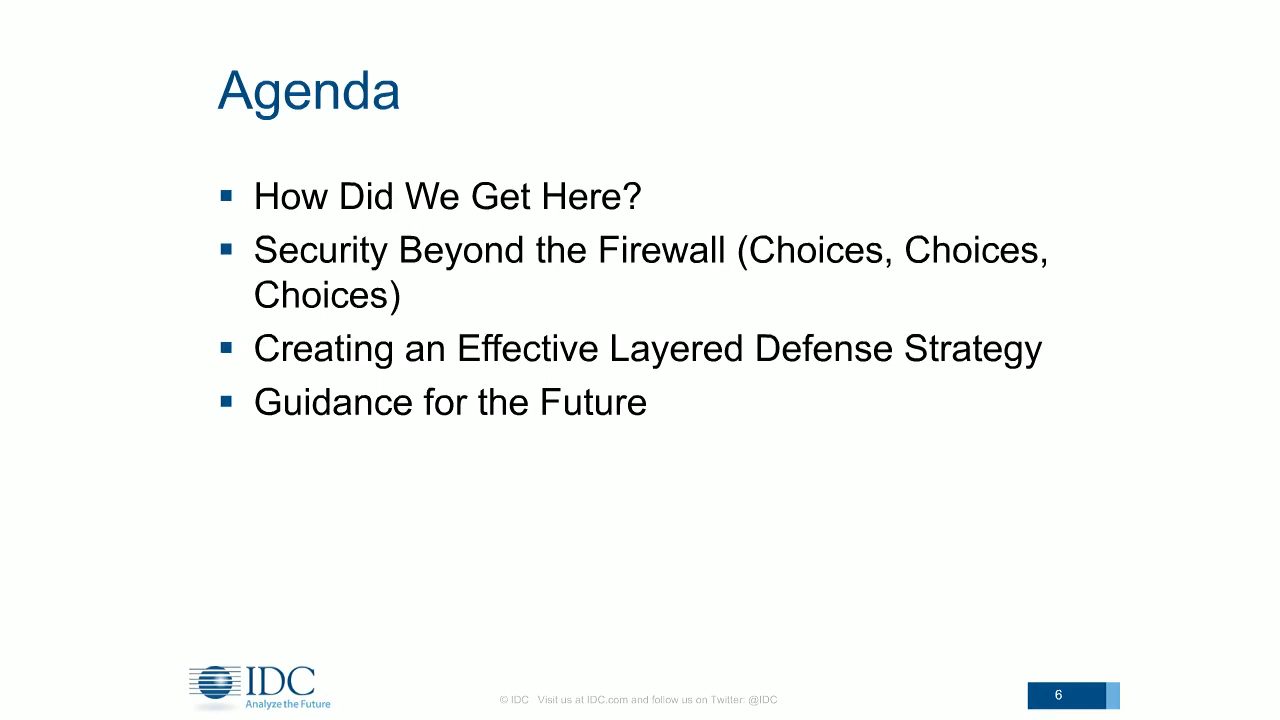 Agenda
▪ How Did We Get Here?
▪ Security Beyond the Firewall (Choices, Choices,
Choices)
▪ Creating an Effective Layered Defense Strategy
▪ Guidance for the Future
IDC
Analyze the Future
© IDC Visit us at IDC.com and follow us on Twitter: @IDC
6